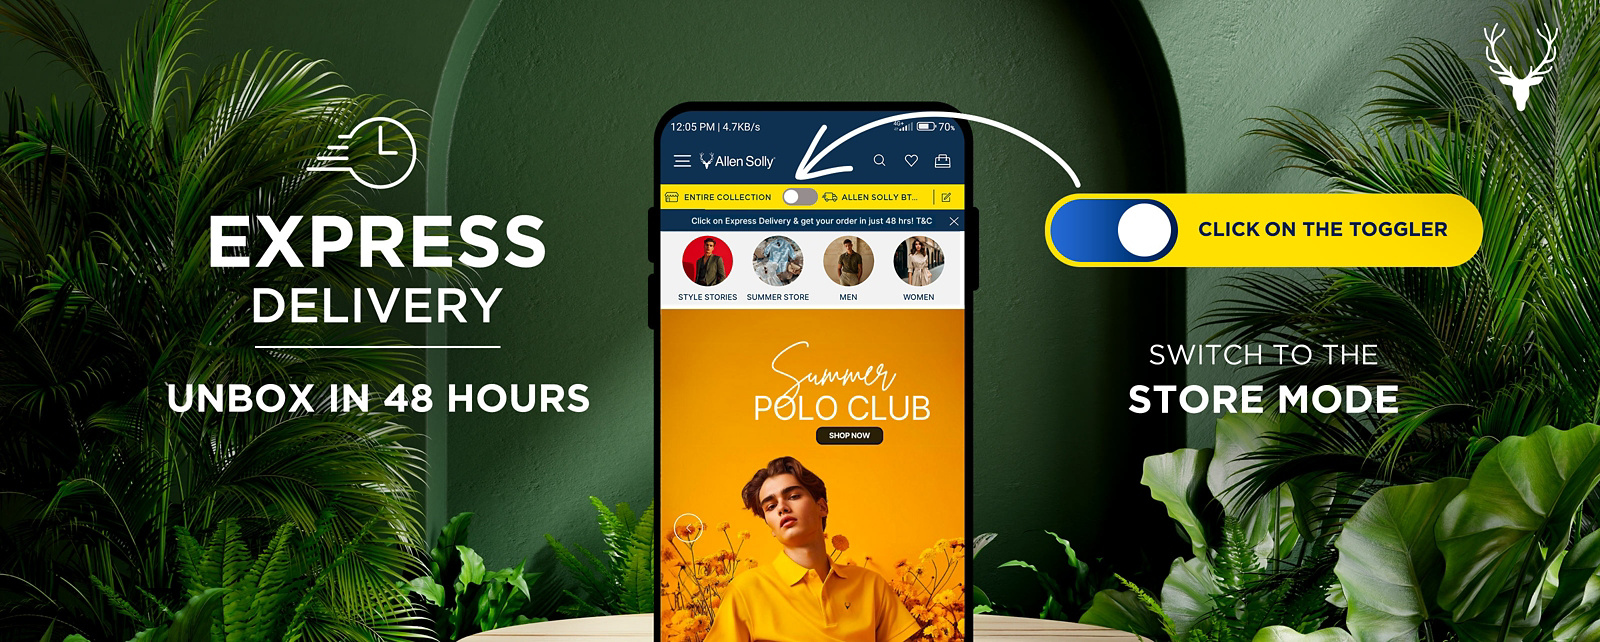 EXPRESS
DELIVERY
UNBOX IN 48 HOURS
12:05 PM | 4.7KB/s
70%
Allen Solly
ENTIRE COLLECTION
ALLEN SOLLY BT...
Click on Express Delivery & get your order in just 48 hrs! T&C
STYLE STORIES
SUMMER STORE
MEN
WOMEN
Summer
POLO CLUB
SHOP NOW
CLICK ON THE TOGGLER
SWITCH TO THE
STORE MODE